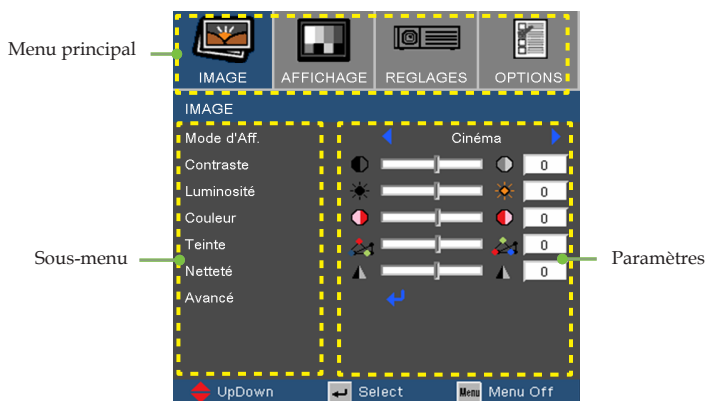 Menu principal
IMAGE AFFICHAGE REGLAGES OPTIONS
IMAGE
Mode d'Aff. Cinéma
Contraste 0
Luminosité 0
Couleur 0
Teinte 0
Sous-menu
Paramètres
Netteté 0
Avancé
UpDown Select Menu Menu Off